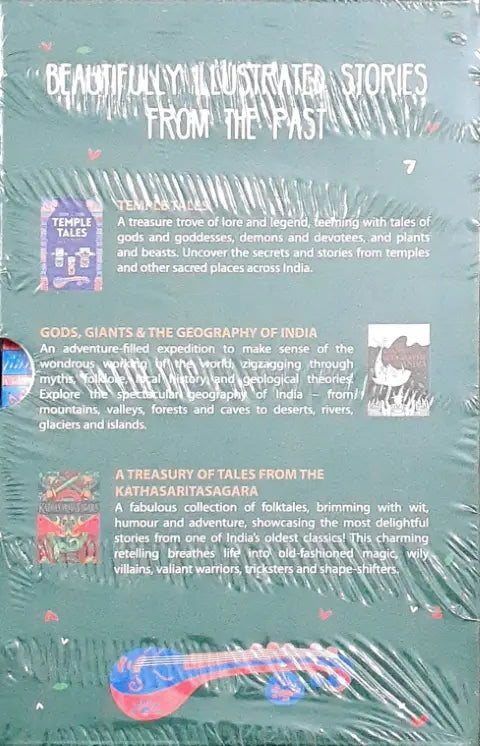 BEAUTIFULLY ILLUSTRATED STORIES
FROM THE PAST
TEMPLE TALES
TEMPLE
TALES
A treasure trove of lore and legend, teeming with tales of
gods and goddesses, demons and devotees, and plants
and beasts. Uncover the secrets and stories from temples
and other sacred places across India.
GODS, GIANTS & THE GEOGRAPHY OF INDIA
An adventure-filled expedition to make sense of the
wondrous working of the world, zigzagging through
myths, folklore, local history and geological theories.
Explore the spectacular geography of India – from
mountains, valleys, forests and caves to deserts, rivers,
glaciers and islands.
A TREASURY OF TALES FROM THE
KATHASARITASAGARA
KATHASARITASAGARA
A fabulous collection of folktales, brimming with wit,
humour and adventure, showcasing the most delightful
stories from one of India's oldest classics! This charming
retelling breathes life into old-fashioned magic, wily
villains, valiant warriors, tricksters and shape-shifters.